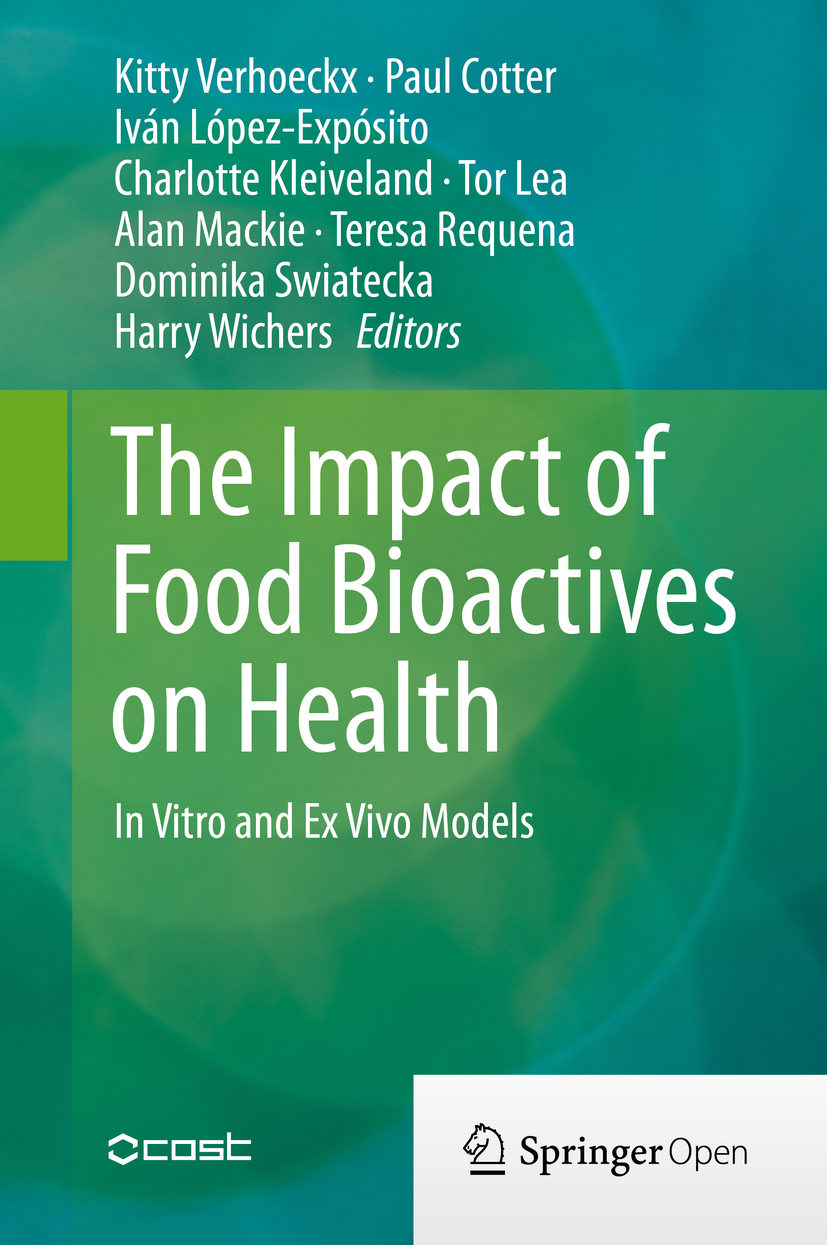 Kitty Verhoeckx · Paul Cotter
Iván López-Expósito
Charlotte Kleiveland · Tor Lea
Alan Mackie · Teresa Requena
Dominika Swiatecka
Harry Wichers Editors
The Impact of
Food Bioactives
on Health
In Vitro and Ex Vivo Models
cost
Springer Open